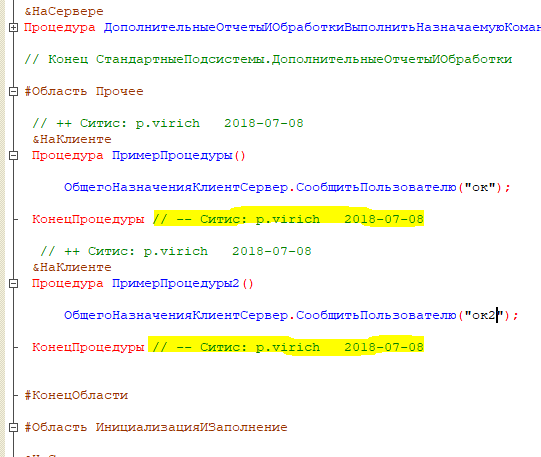 &НаСервере
Процедура ДополнительныеОтчетыИОбработкиВыполнитьНазначаемуюКоман
// Конец СтандартныеПодсистемы.ДополнительныеОтчетыИОбработки
#Область Прочее
// ++ Ситис: p.virich 2018-07-08
&НаКлиенте
Процедура ПримерПроцедуры()
ОбщегоНазначенияКлиентСервер.СообщитьПользователю("ок");
КонецПроцедуры // -- Ситис: p.virich 2018-07-08
// ++ Ситис: p.virich 2018-07-08
&НаКлиенте
Процедура ПримерПроцедуры2()
ОбщегоНазначенияКлиентСервер.СообщитьПользователю("ок2");
КонецПроцедуры // -- Ситис: p.virich 2018-07-08
#КонецОбласти
#Область ИнициализацияИЗаполнение